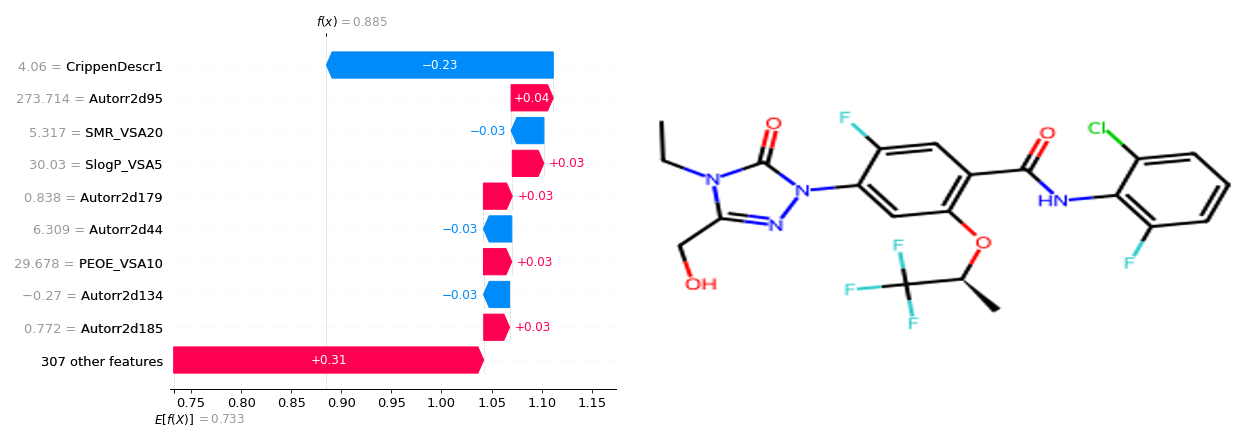 f(x) = 0.885
4.06 = CrippenDescr1
−0.23
273.714 = Autorr2d95
+0.04
5.317 = SMR_VSA20
−0.03
30.03 = SlogP_VSA5
+0.03
0.838 = Autorr2d179
+0.03
6.309 = Autorr2d44
−0.03
29.678 = PEOE_VSA10
+0.03
−0.27 = Autorr2d134
−0.03
0.772 = Autorr2d185
+0.03
307 other features
+0.31
0.75 0.80 0.85 0.90 0.95 1.00 1.05 1.10 1.15
E[f(X)] = 0.733
F
O
O
Cl
N
N
HN
N
O
F
F
F
OH
F
F